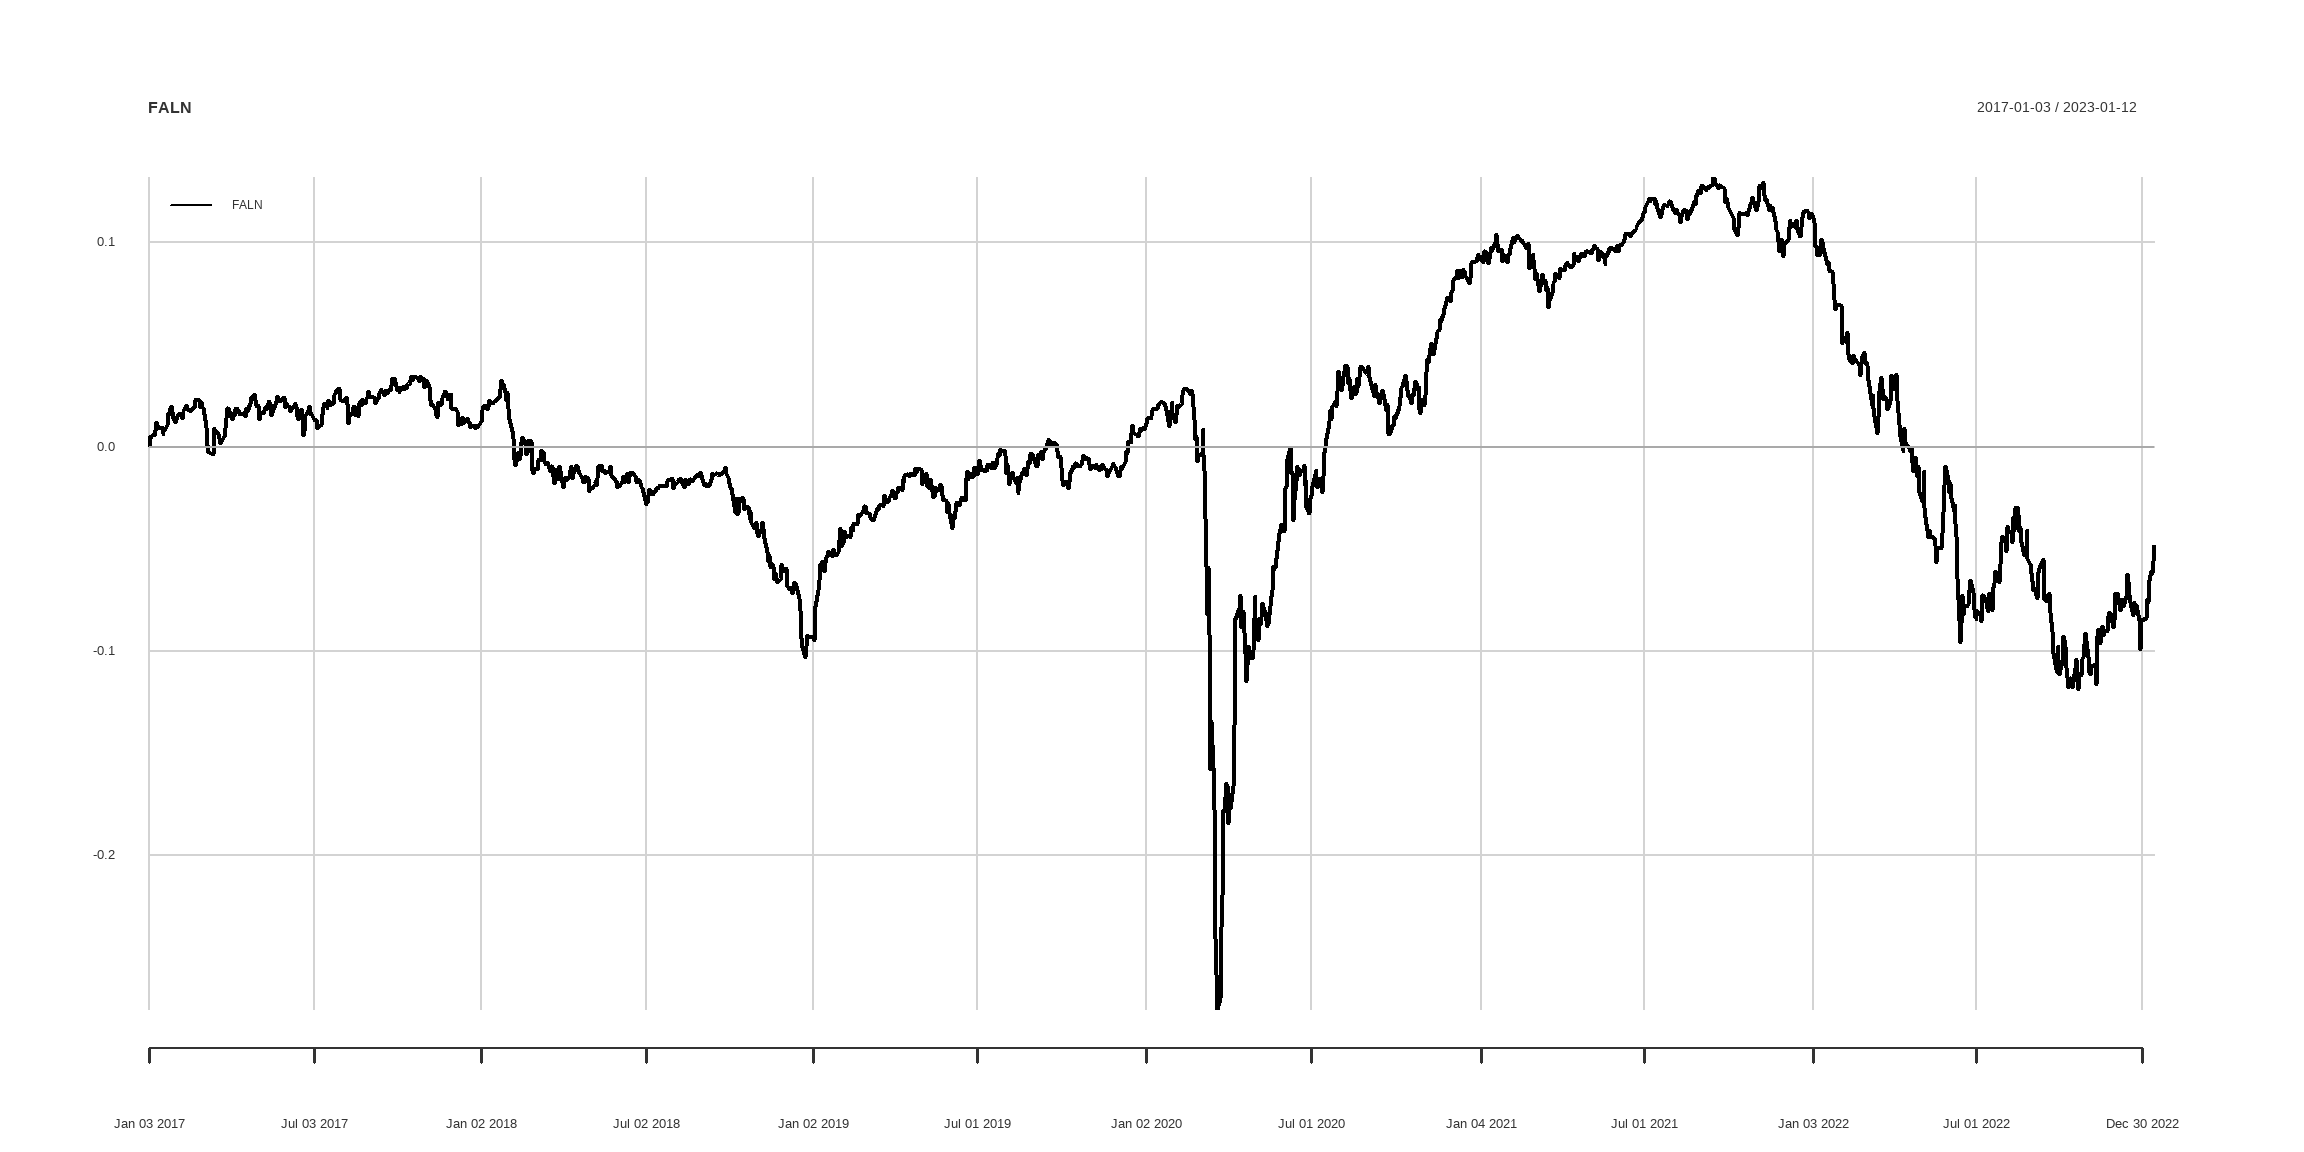 FALN
2017-01-03 / 2023-01-12
FALN
0.1
0.0
-0.1
-0.2
Jan 03 2017
Jul 03 2017
Jan 02 2018
Jul 02 2018
Jan 02 2019
Jul 01 2019
Jan 02 2020
Jul 01 2020
Jan 04 2021
Jul 01 2021
Jan 03 2022
Jul 01 2022
Dec 30 2022